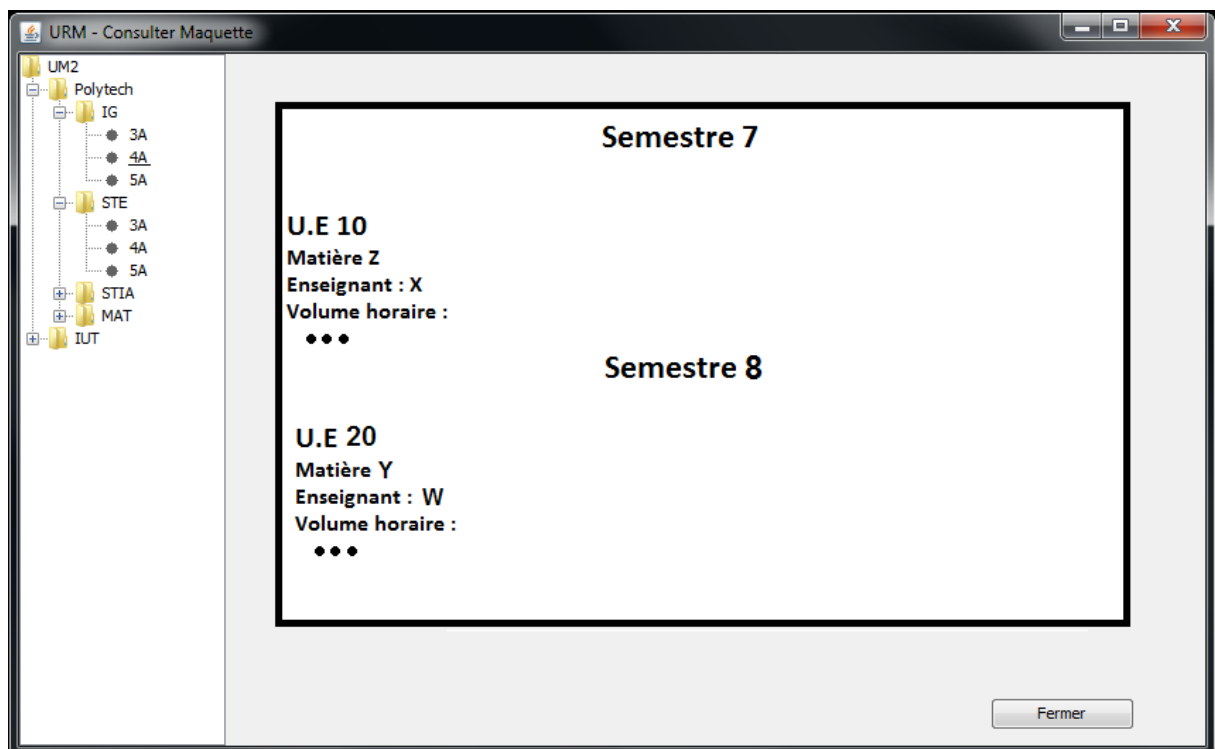 URM - Consulter Maquette
UM2
Polytech
IG
3A
4A
5A
STE
3A
4A
5A
STIA
MAT
IUT
Semestre 7
U.E 10
Matière Z
Enseignant : X
Volume horaire :
•••
Semestre 8
U.E 20
Matière Y
Enseignant : W
Volume horaire :
•••
Fermer